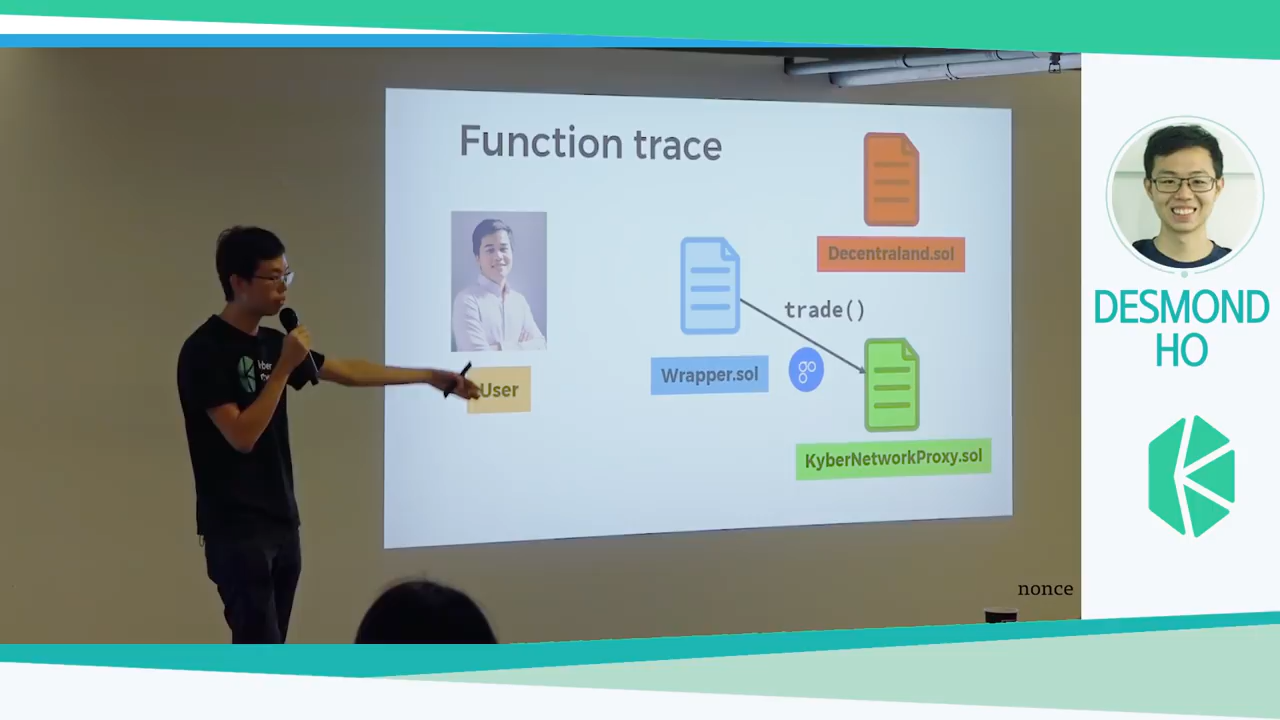 Function trace
Decentraland.sol
trade()
Wrapper.sol
User
KyberNetworkProxy.sol
DESMOND
HO
nonce